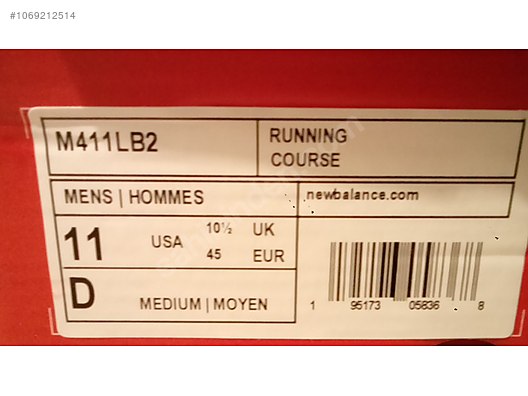 #1069212514
M411LB2
RUNNING
COURSE
MENS | HOMMES
newbalance.com
11 USA 10½ UK
45 EUR
D MEDIUM | MOYEN
1 95173 05836 8